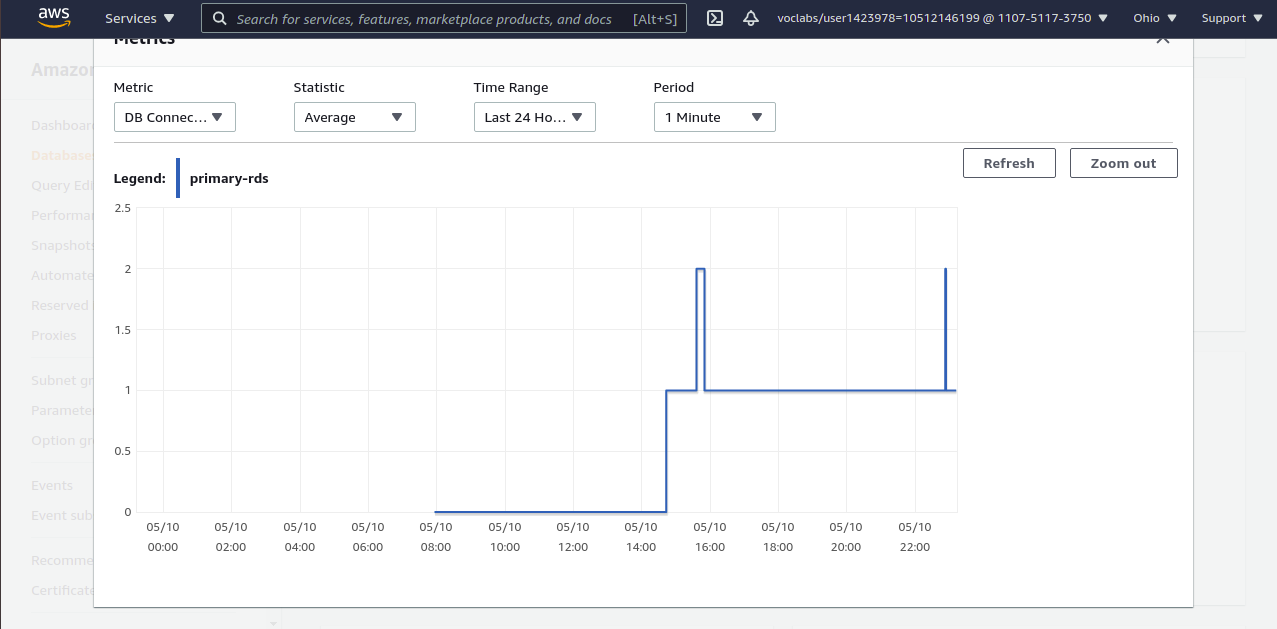 aws
Services
Search for services, features, marketplace products, and docs [Alt+S]
voclabs/user1423978=10512146199 @ 1107-5117-3750
Ohio
Support
Metrics
Amazon
Metric
Statistic
Time Range
Period
DB Connec...
Average
Last 24 Ho...
1 Minute
Refresh
Zoom out
Legend:
primary-rds
2.5
2
1.5
1
0.5
0
05/10 00:00
05/10 02:00
05/10 04:00
05/10 06:00
05/10 08:00
05/10 10:00
05/10 12:00
05/10 14:00
05/10 16:00
05/10 18:00
05/10 20:00
05/10 22:00
Dashboar
Database
Query Edi
Performa
Snapshots
Automate
Reserved
Proxies
Subnet gr
Paramete
Option gr
Events
Event sub
Recomme
Certificate